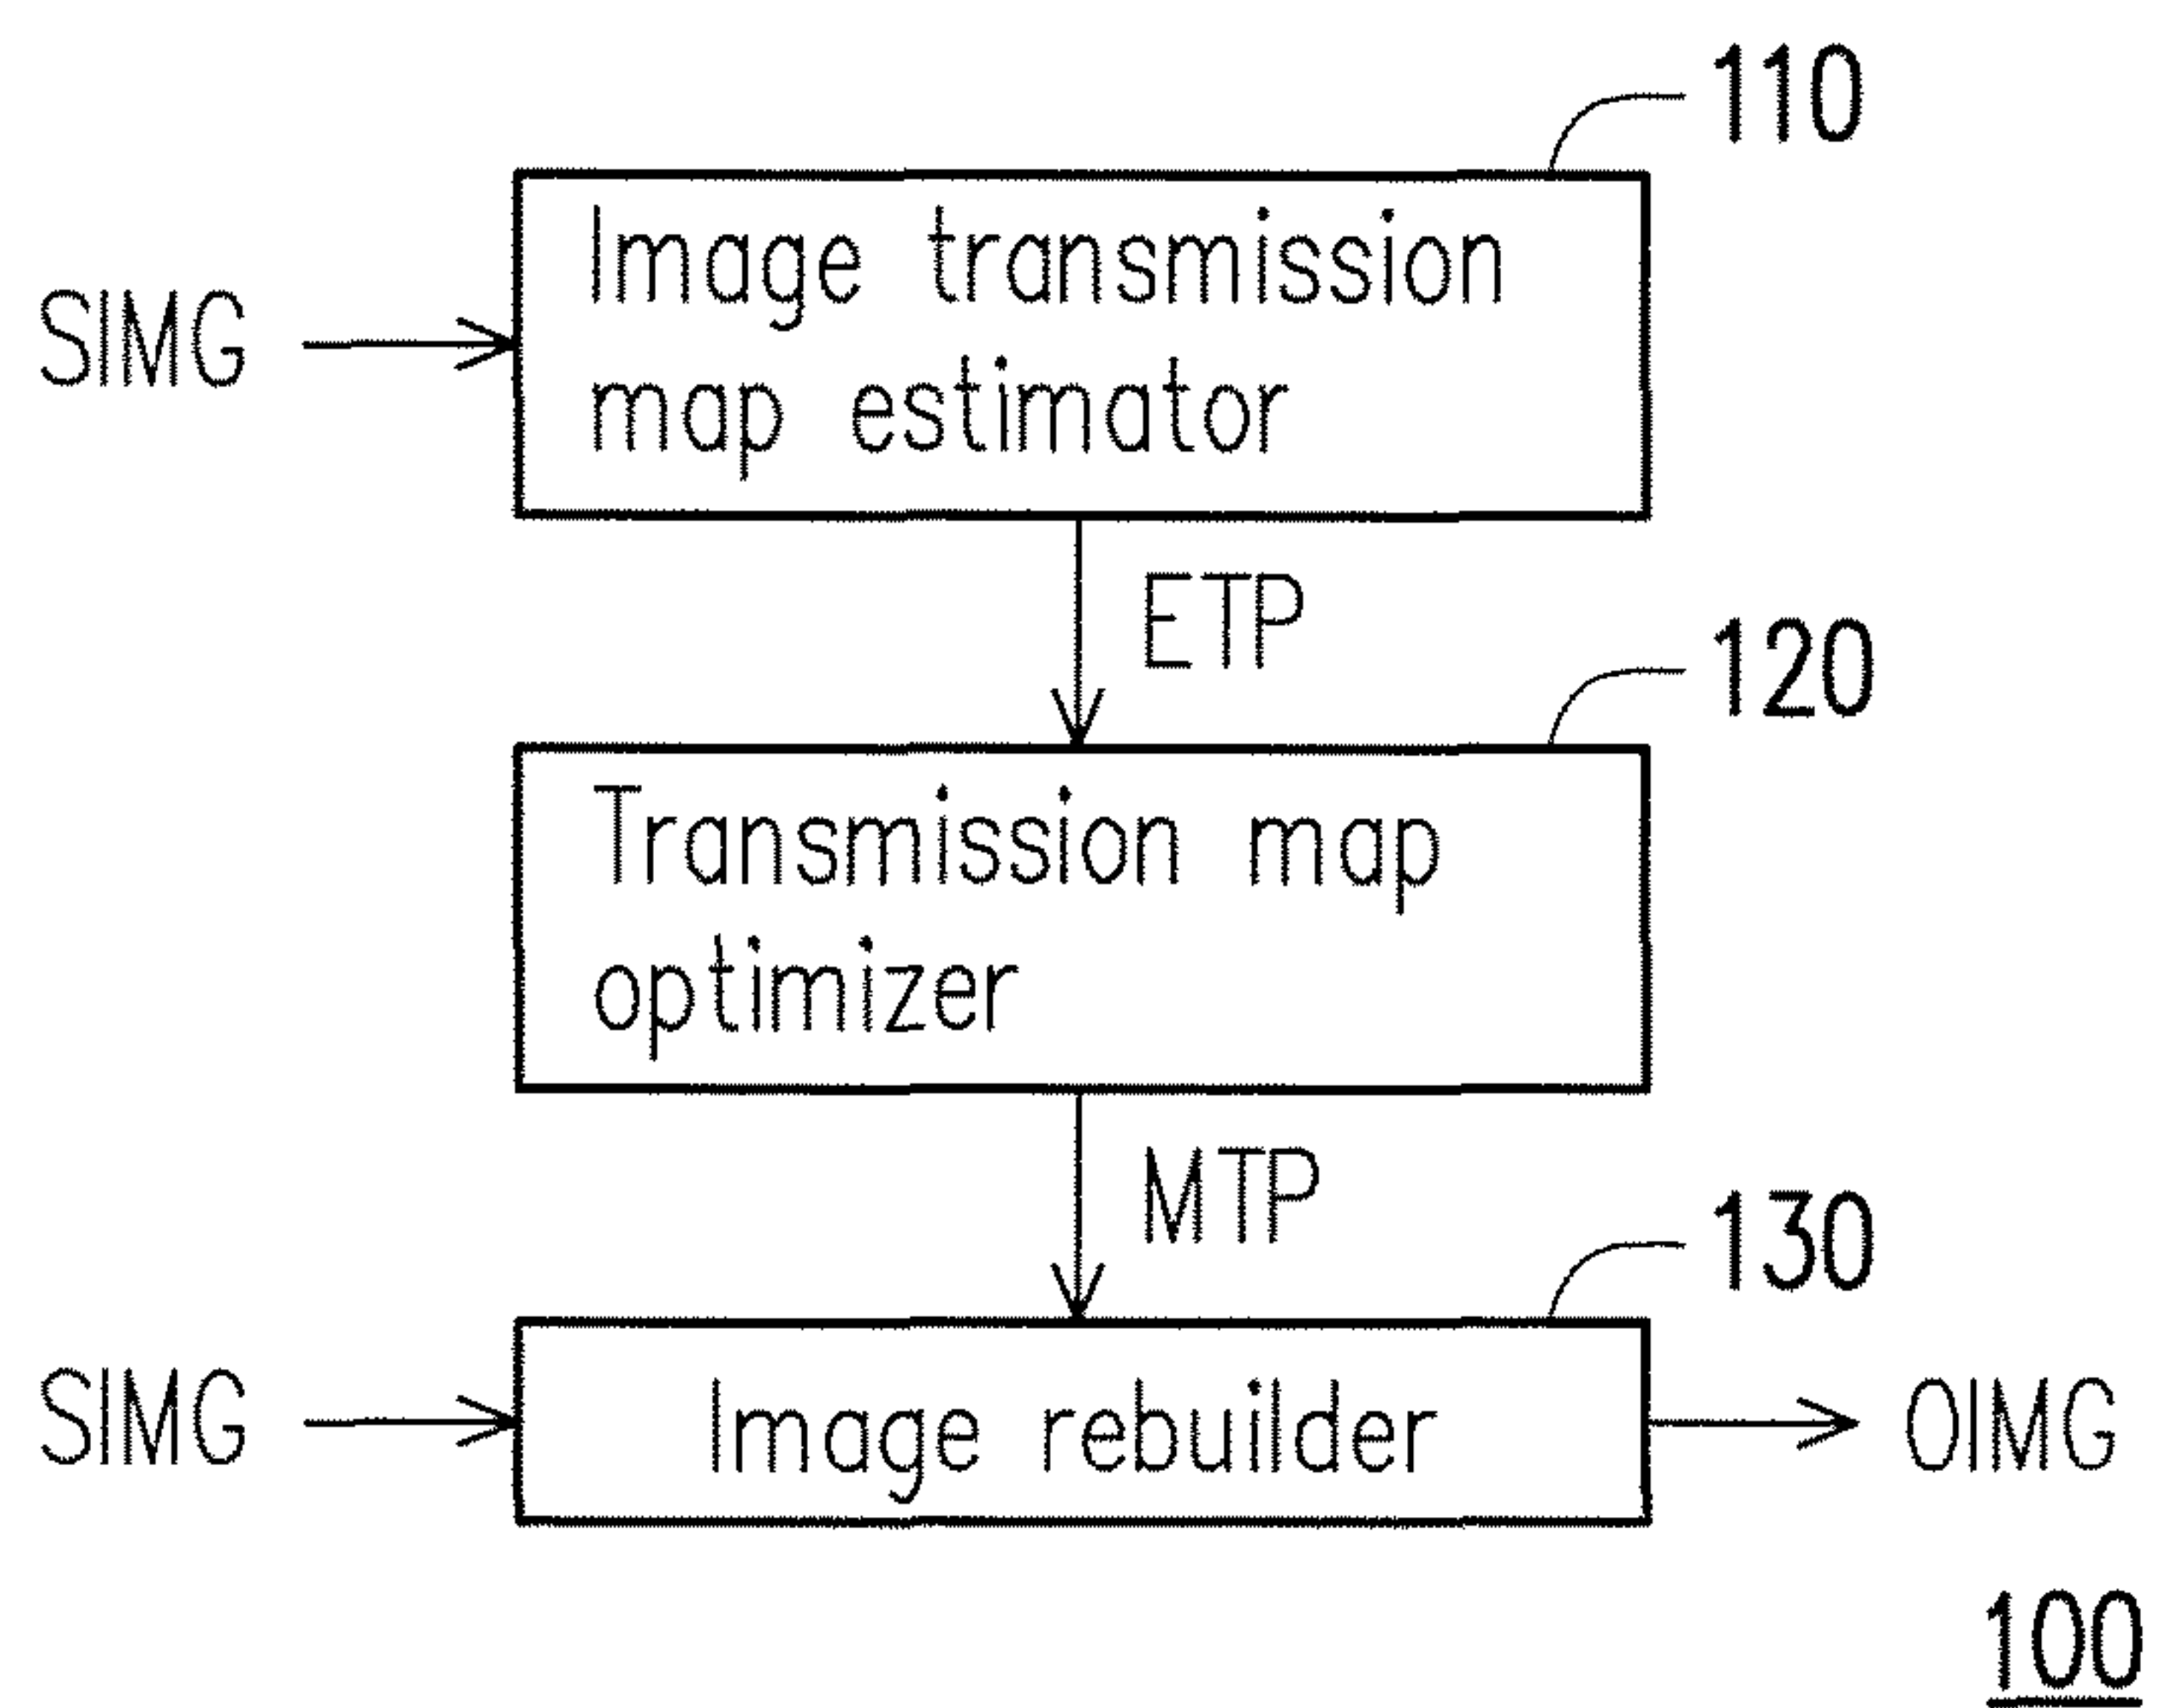 110
Image transmission
SIMG
map estimator
ETP
120
Transmission map
optimizer
MTP
130
SIMG
Image rebuilder
OIMG
100